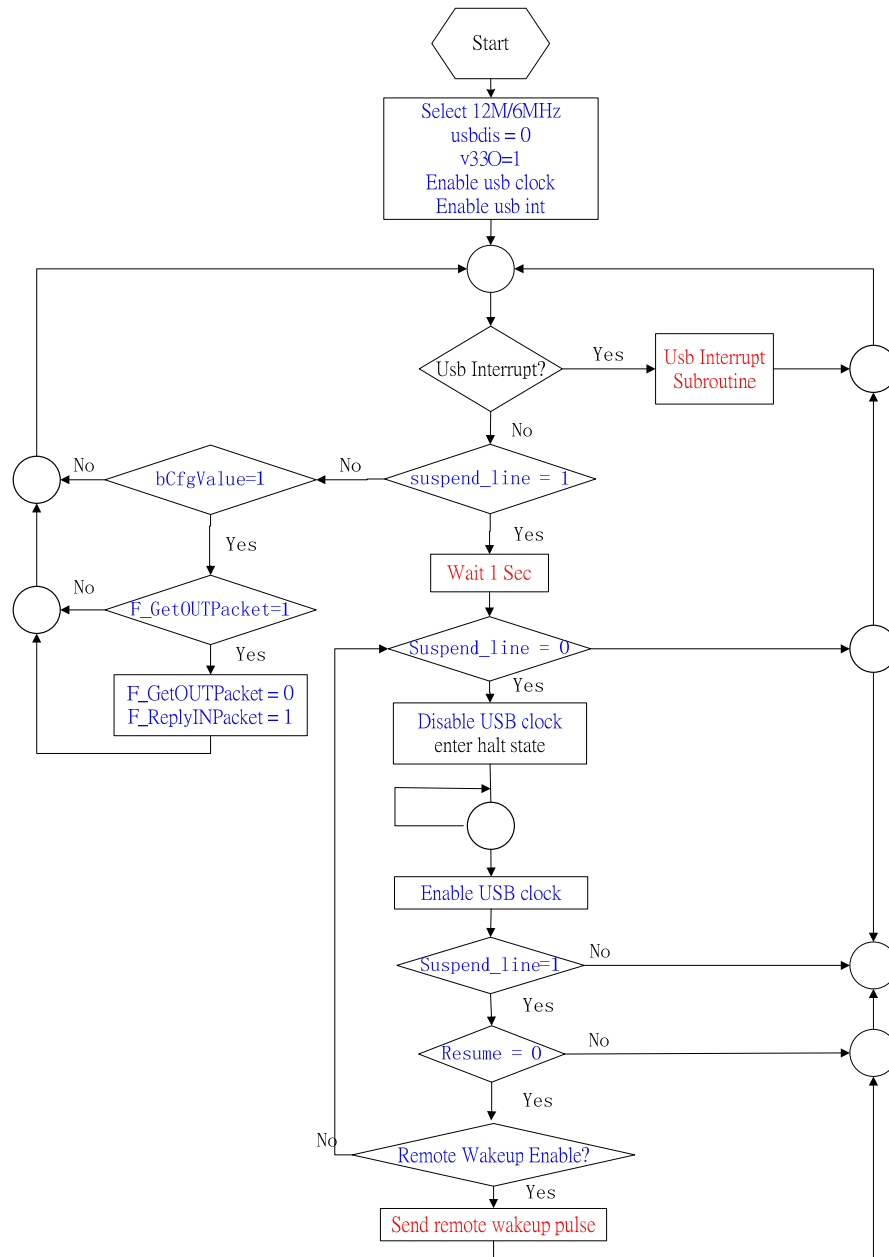 Start
Select 12M/6MHz
usbdis = 0
v33O=1
Enable usb clock
Enable usb int
Usb Interrupt?
Yes
Usb Interrupt
Subroutine
No
suspend_line = 1
No
bCfgValue=1
No
Yes
Yes
Wait 1 Sec
F_GetOUTPacket=1
No
Yes
Suspend_line = 0
Yes
F_GetOUTPacket = 0
F_ReplyINPacket = 1
Disable USB clock
enter halt state
Enable USB clock
Suspend_line=1
No
Yes
Resume = 0
No
Yes
Remote Wakeup Enable?
No
Yes
Send remote wakeup pulse